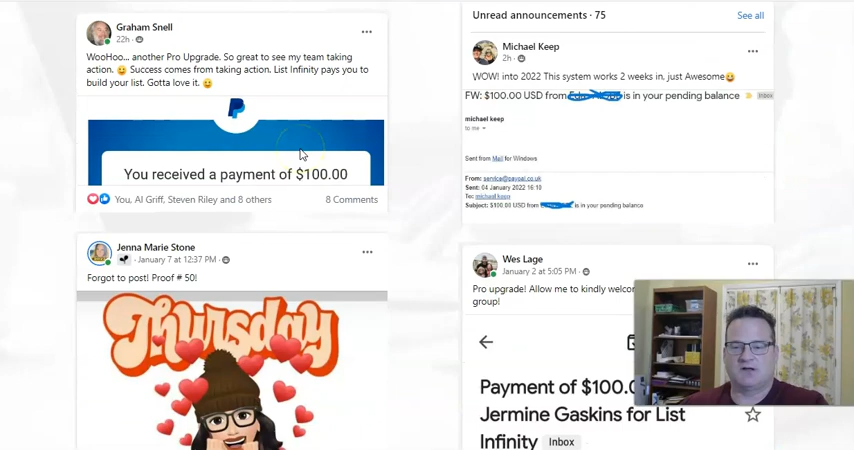 Graham Snell
22h ·
WooHoo... another Pro Upgrade. So great to see my team taking
action. 😀 Success comes from taking action. List Infinity pays you to
build your list. Gotta love it. 😀
You received a payment of $100.00
You, Al Griff, Steven Riley and 8 others
8 Comments
Jenna Marie Stone
· January 7 at 12:37 PM ·
Forgot to post! Proof # 50!
Thursday
Unread announcements · 75
See all
Michael Keep
2h ·
WOW! into 2022 This system works 2 weeks in, just Awesome😀
FW: $100.00 USD from is in your pending balance
Inbox
michael keep
to me
Sent from Mail for Windows
From: service@paypal.co.uk
Sent: 04 January 2022 16:10
To: michael keep
Subject: $100.00 USD from is in your pending balance
Wes Lage
January 2 at 5:05 PM ·
Pro upgrade! Allow me to kindly welcom
group!
Payment of $100.0
Jermine Gaskins for List
Infinity Inbox